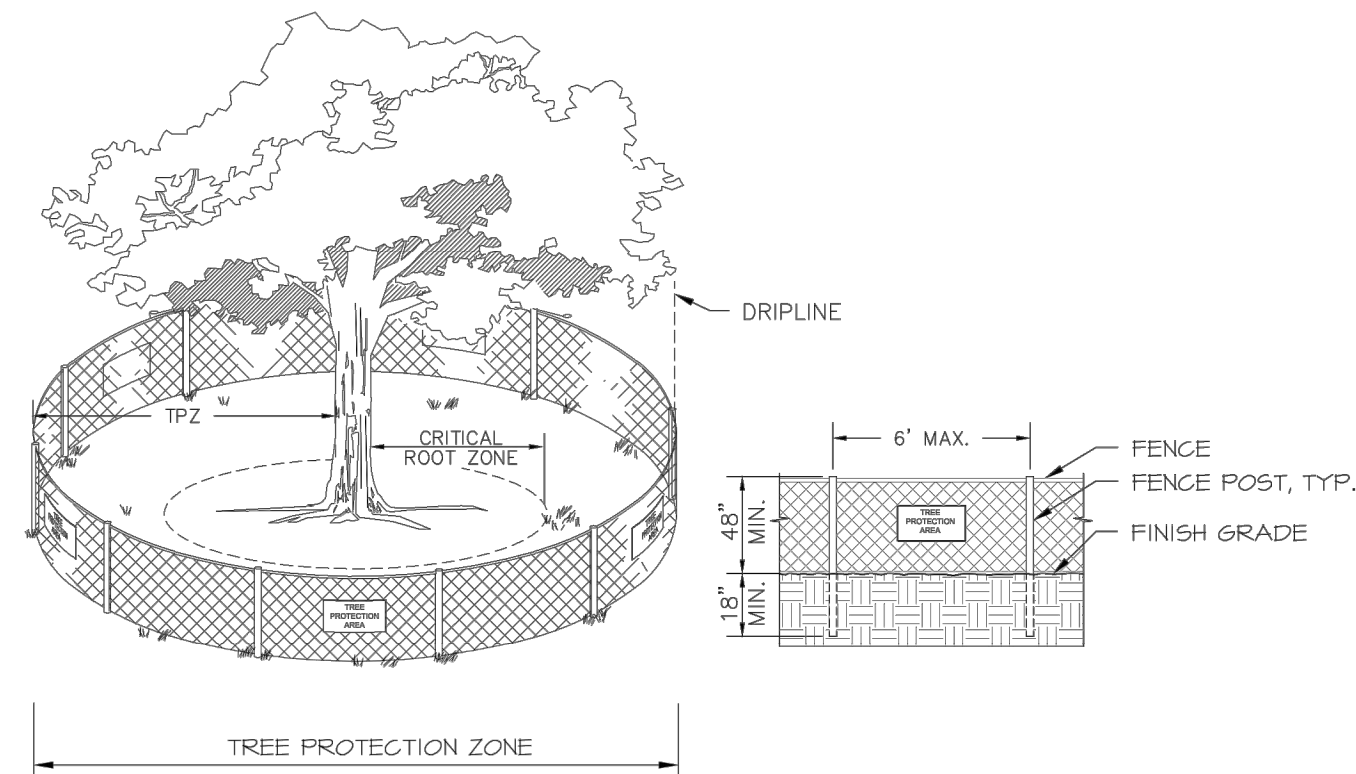 DRIPLINE
TPZ
CRITICAL
ROOT ZONE
6' MAX.
FENCE
FENCE POST, TYP.
FINISH GRADE
48"
MIN.
18"
MIN.
TREE
PROTECTION
AREA
TREE
PROTECTION
AREA
TREE PROTECTION ZONE